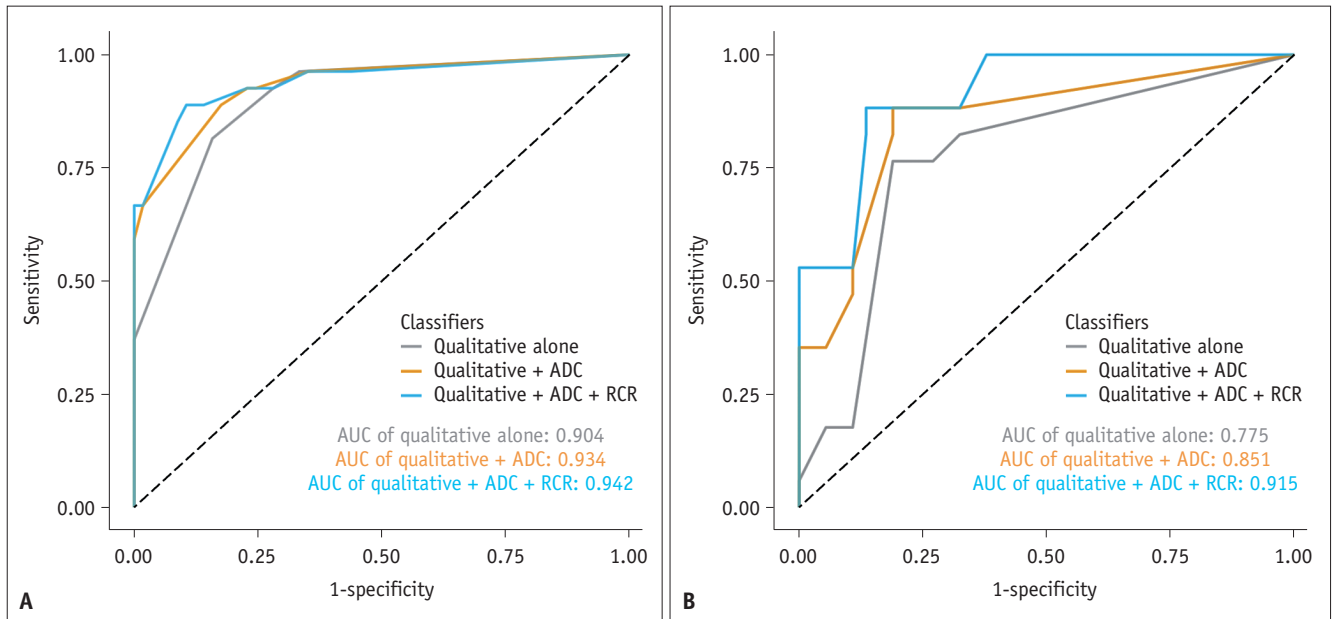 1.00
0.75
0.50
0.25
0.00
Sensitivity
Classifiers
Qualitative alone
Qualitative + ADC
Qualitative + ADC + RCR
AUC of qualitative alone: 0.904
AUC of qualitative + ADC: 0.934
AUC of qualitative + ADC + RCR: 0.942
0.00 0.25 0.50 0.75 1.00
1-specificity
A
1.00
0.75
0.50
0.25
0.00
Sensitivity
Classifiers
Qualitative alone
Qualitative + ADC
Qualitative + ADC + RCR
AUC of qualitative alone: 0.775
AUC of qualitative + ADC: 0.851
AUC of qualitative + ADC + RCR: 0.915
0.00 0.25 0.50 0.75 1.00
1-specificity
B